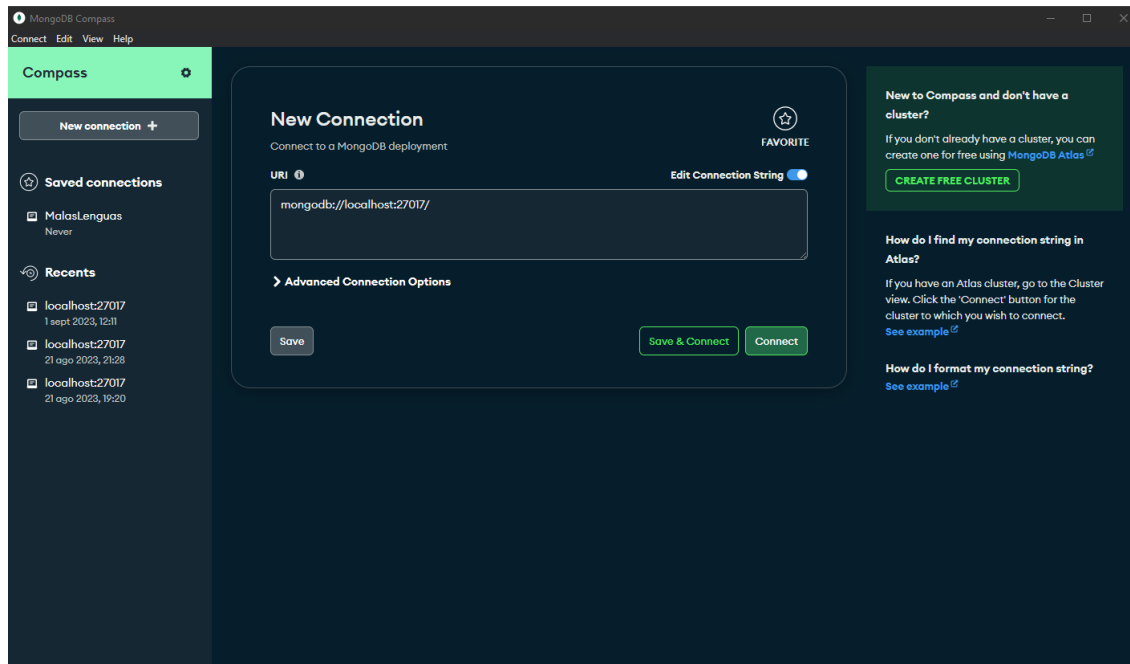 MongoDB Compass
Connect Edit View Help
Compass
New connection +
Saved connections
MalasLenguas
Never
Recents
localhost:27017
1 sept 2023, 12:11
localhost:27017
21 ago 2023, 21:28
localhost:27017
21 ago 2023, 19:20
New Connection
Connect to a MongoDB deployment
FAVORITE
URI
Edit Connection String
mongodb://localhost:27017/
Advanced Connection Options
Save
Save & Connect
Connect
New to Compass and don't have a
cluster?
If you don't already have a cluster, you can
create one for free using MongoDB Atlas
CREATE FREE CLUSTER
How do I find my connection string in
Atlas?
If you have an Atlas cluster, go to the Cluster
view. Click the 'Connect' button for the
cluster to which you wish to connect.
See example
How do I format my connection string?
See example